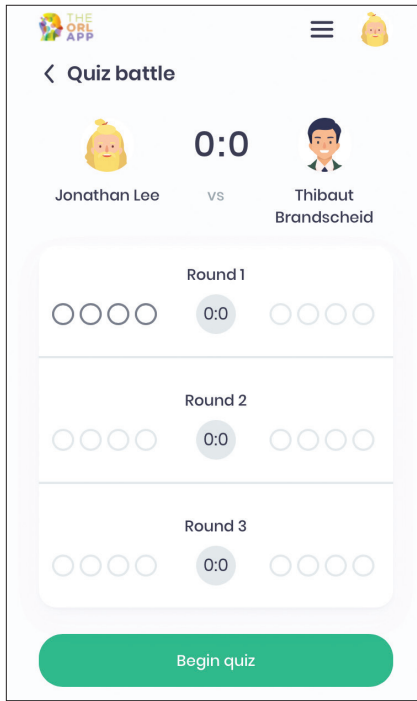 THE
ORL
APP
Quiz battle
0:0
Jonathan Lee
vs
Thibaut
Brandscheid
Round 1
0:0
Round 2
0:0
Round 3
0:0
Begin quiz